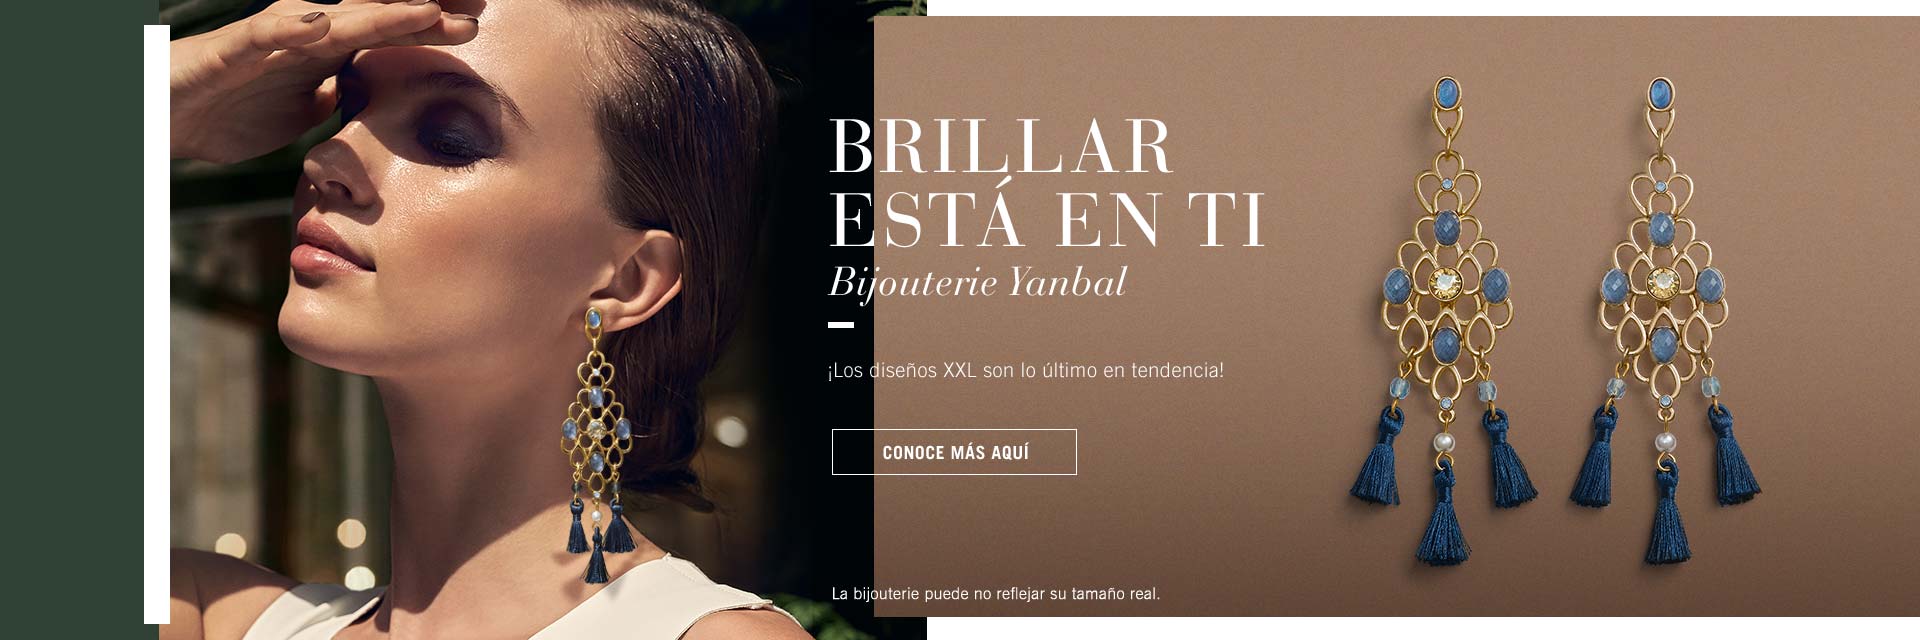 BRILLAR
ESTÁ EN TI
Bijouterie Yanbal
¡Los diseños XXL son lo último en tendencia!
CONOCE MÁS AQUÍ
La bijouterie puede no reflejar su tamaño real.